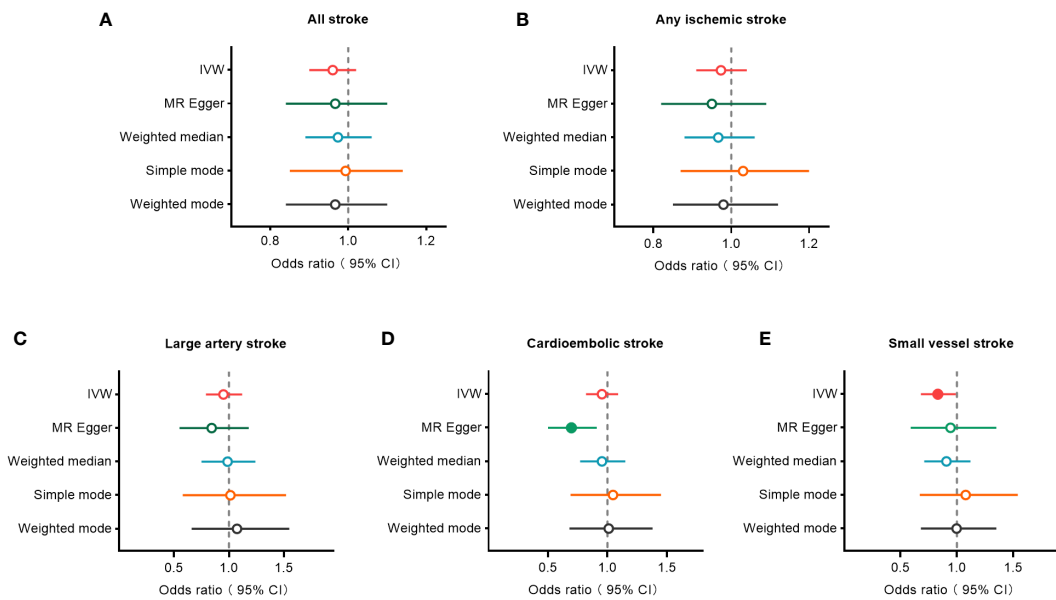 A
All stroke
IVW
MR Egger
Weighted median
Simple mode
Weighted mode
0.8
1.0
1.2
Odds ratio（ 95% CI）
B
Any ischemic stroke
IVW
MR Egger
Weighted median
Simple mode
Weighted mode
0.8
1.0
1.2
Odds ratio（ 95% CI）
C
Large artery stroke
IVW
MR Egger
Weighted median
Simple mode
Weighted mode
0.5
1.0
1.5
Odds ratio（ 95% CI）
D
Cardioembolic stroke
IVW
MR Egger
Weighted median
Simple mode
Weighted mode
0.5
1.0
1.5
Odds ratio（ 95% CI）
E
Small vessel stroke
IVW
MR Egger
Weighted median
Simple mode
Weighted mode
0.5
1.0
1.5
Odds ratio（ 95% CI）